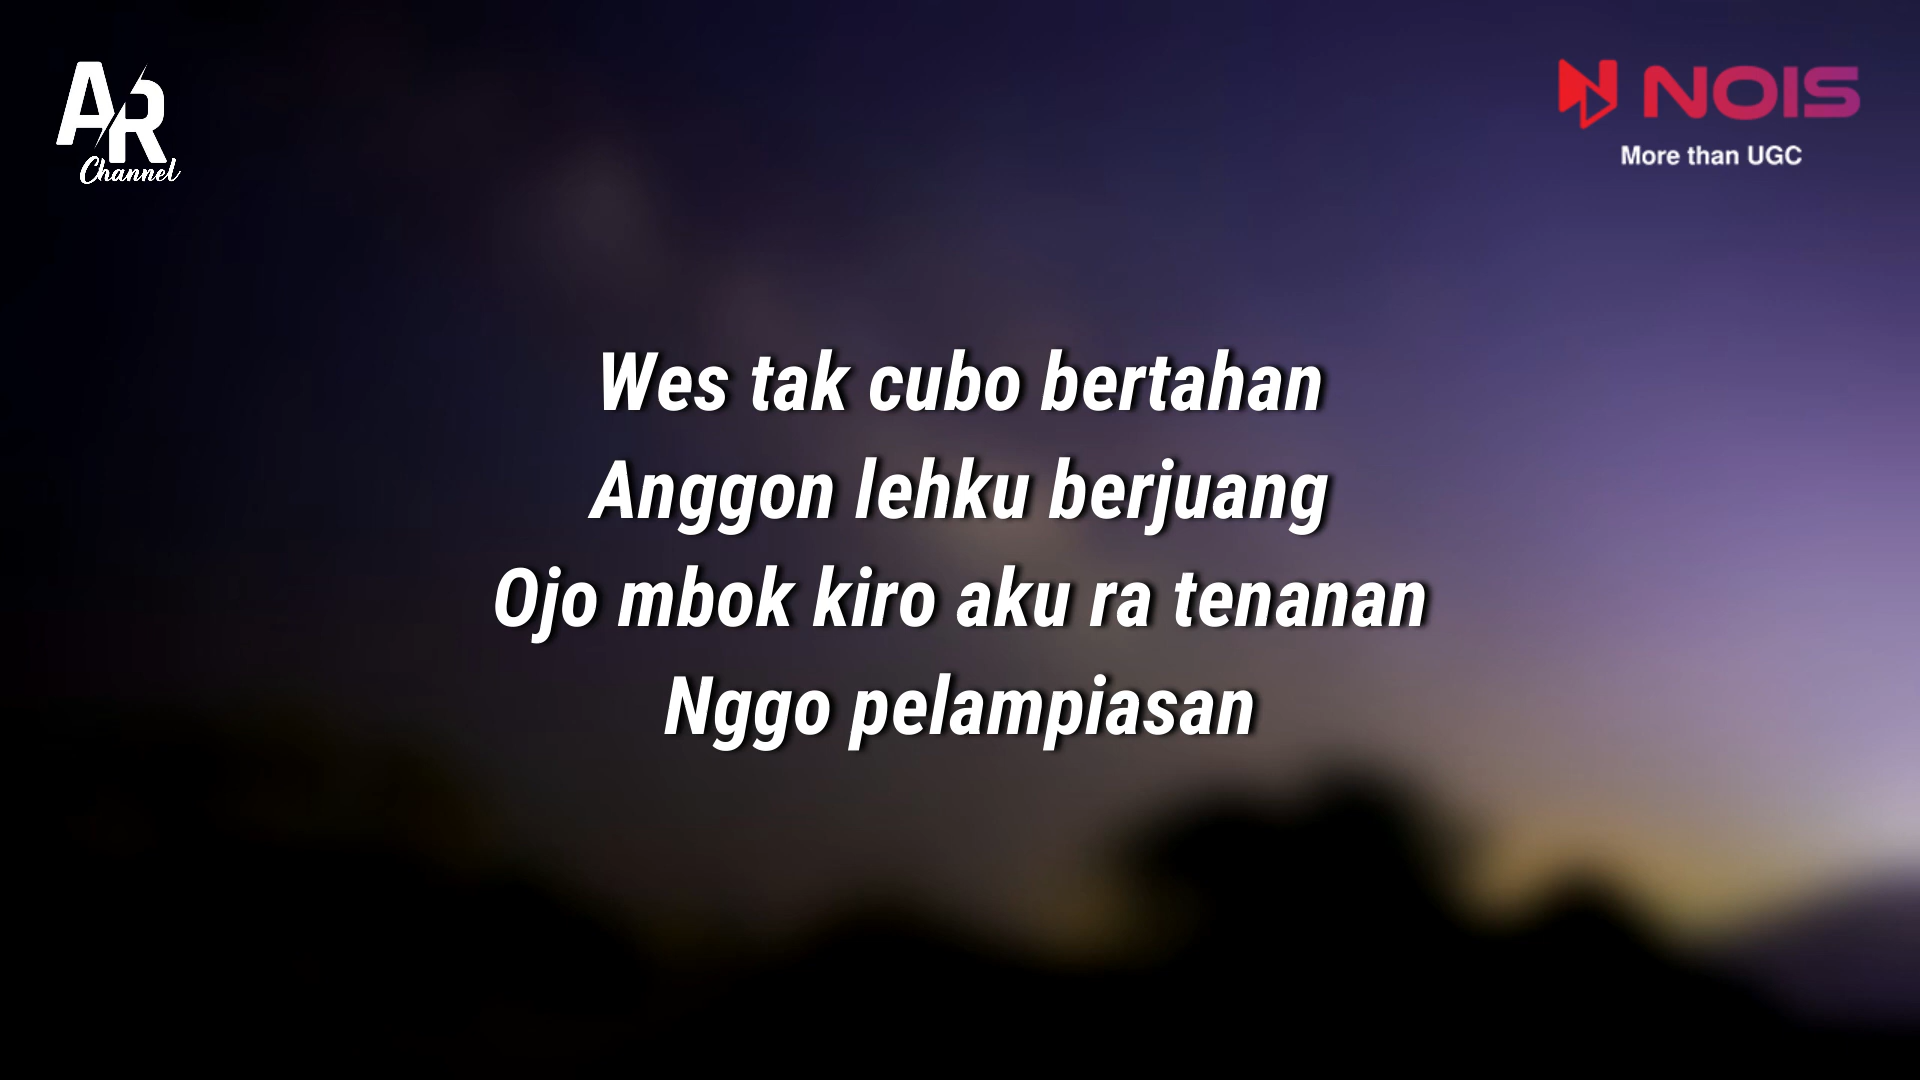 AR
Channel
NOIS
More than UGC
Wes tak cubo bertahan
Anggon lehku berjuang
Ojo mbok kiro aku ra tenanan
Nggo pelampiasan